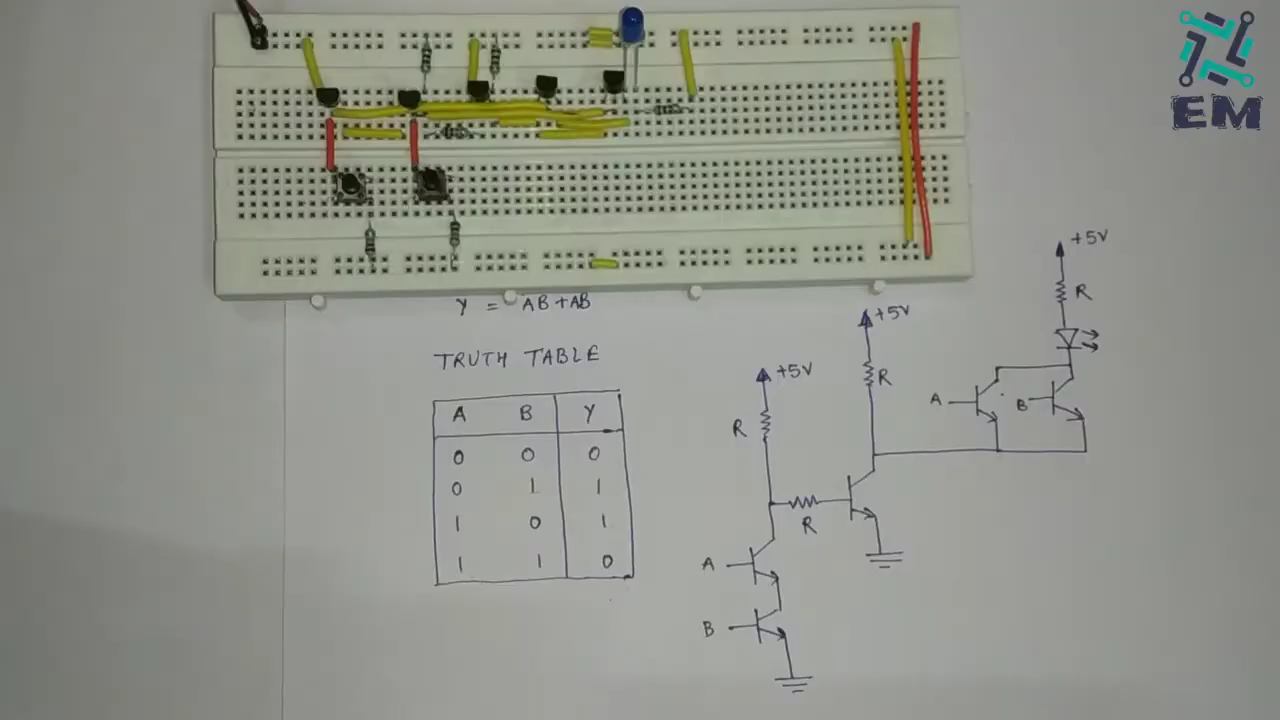 EM
Y = AB + AB
TRUTH TABLE
A B Y
0 0 0
0 1 1
1 0 1
1 1 0
+5V
R
+5V
R
+5V
R
A
B
R
A
B